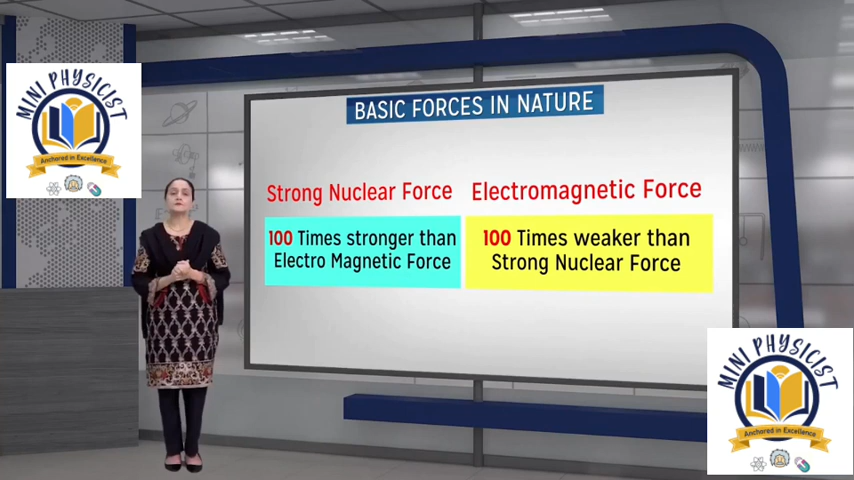 MINI PHYSICIST
Anchored in Excellence
BASIC FORCES IN NATURE
Strong Nuclear Force
Electromagnetic Force
100 Times stronger than
Electro Magnetic Force
100 Times weaker than
Strong Nuclear Force
MINI PHYSICIST
Anchored in Excellence